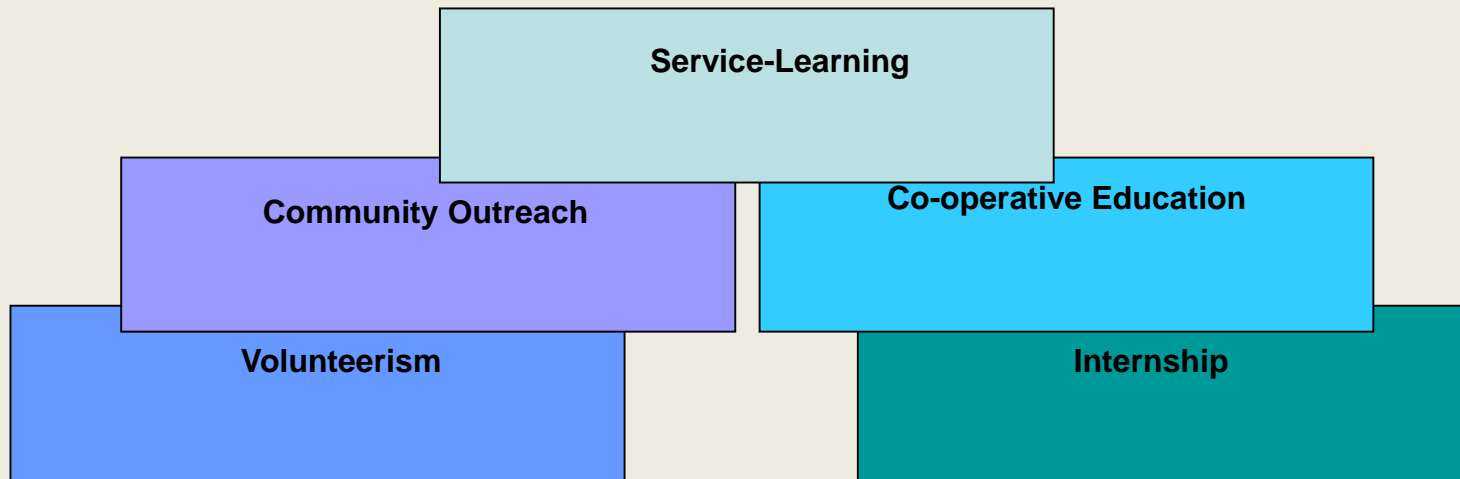 Service-Learning
Community Outreach
Co-operative Education
Volunteerism
Internship